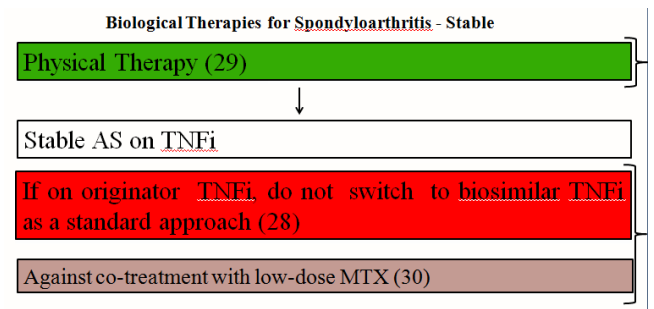 Biological Therapies for Spondyloarthritis - Stable
Physical Therapy (29)
Stable AS on TNFi
If on originator TNFi, do not switch to biosimilar TNFi
as a standard approach (28)
Against co-treatment with low-dose MTX (30)